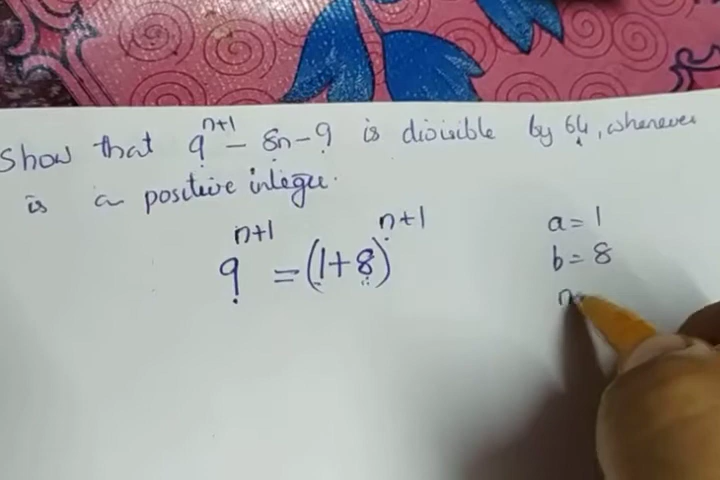 Show that 9^{n+1} - 8n - 9 is divisible by 64, whenever
is a positive integer.
9^{n+1} = (1+8)^{n+1}
a = 1
b = 8
n